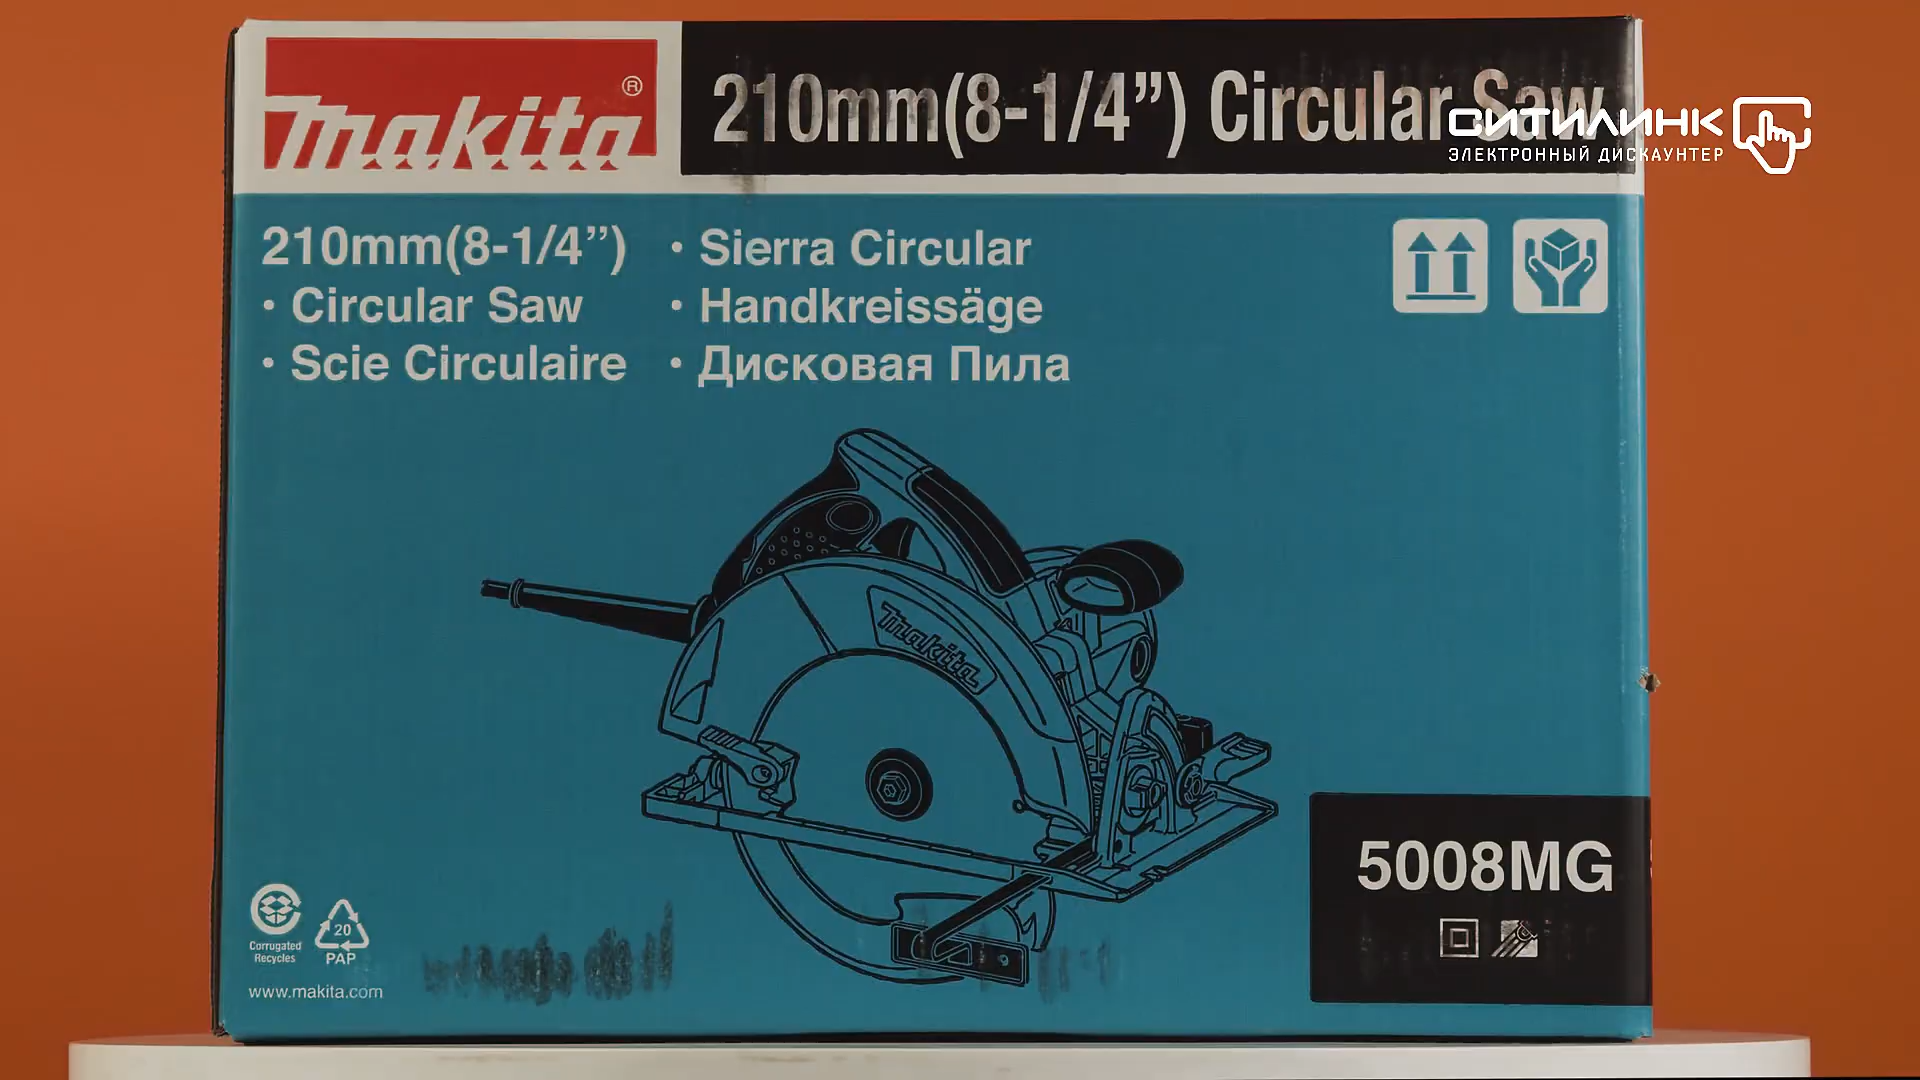 makita®
210mm(8-1/4”) Circular Saw
СИТИЛИНК
ЭЛЕКТРОННЫЙ ДИСКАУНТЕР
210mm(8-1/4”)
• Circular Saw
• Scie Circulaire
• Sierra Circular
• Handkreissäge
• Дисковая Пила
makita
5008MG
Corrugated
Recycles
20
PAP
www.makita.com